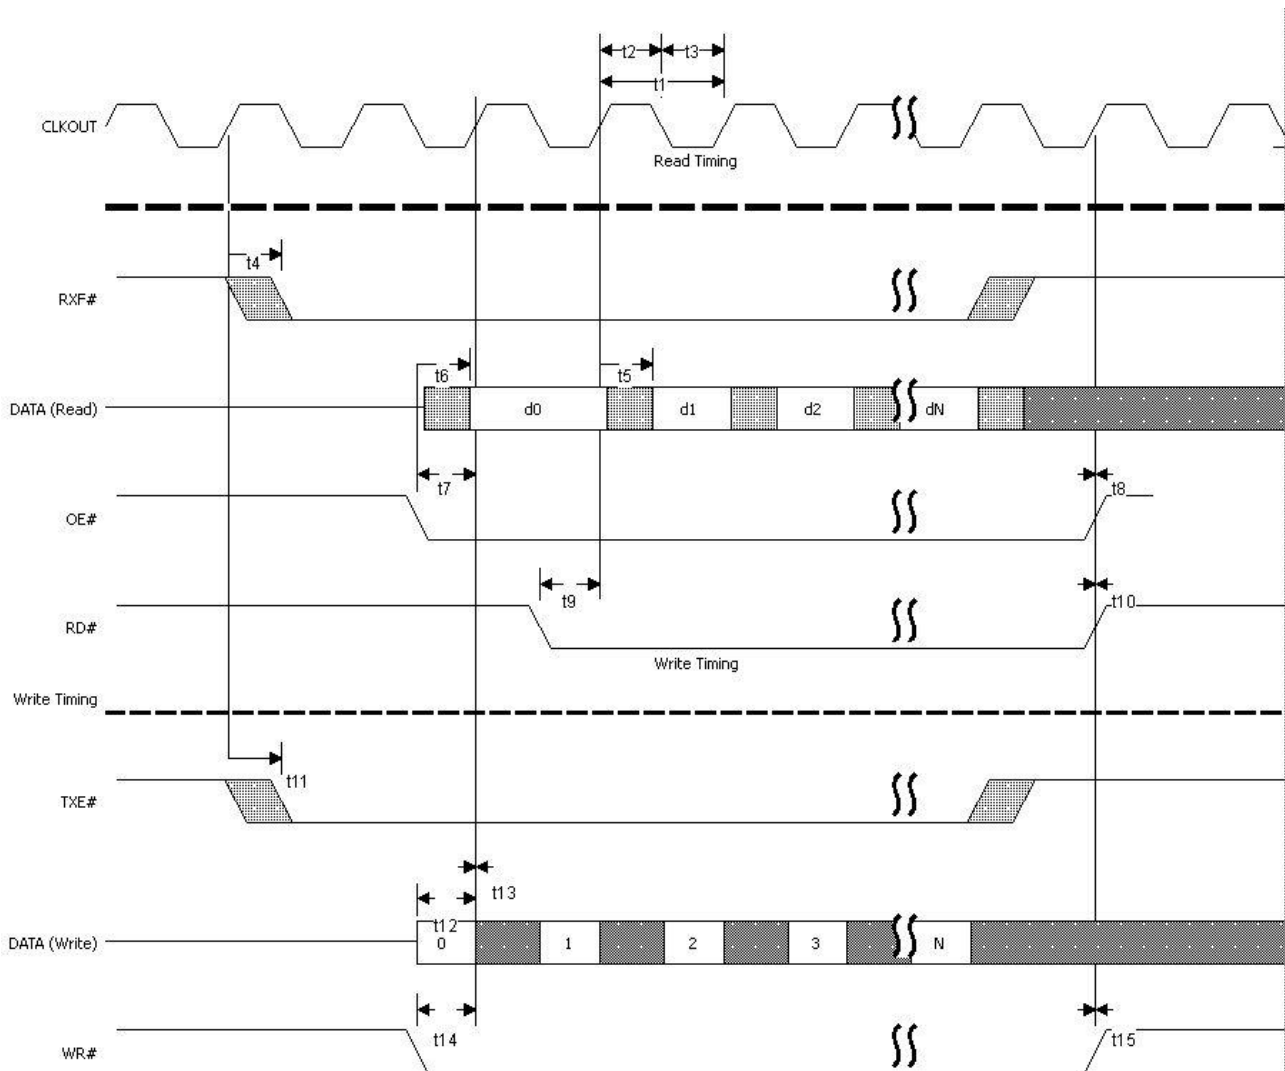 t2 t3
t1
CLKOUT
Read Timing
t4
RXF#
t6 t5
DATA (Read) d0 d1 d2 dN
t7 t8
OE#
t9 t10
RD#
Write Timing
Write Timing
t11
TXE#
t13
t12
DATA (Write) 0 1 2 3 N
t14 t15
WR#